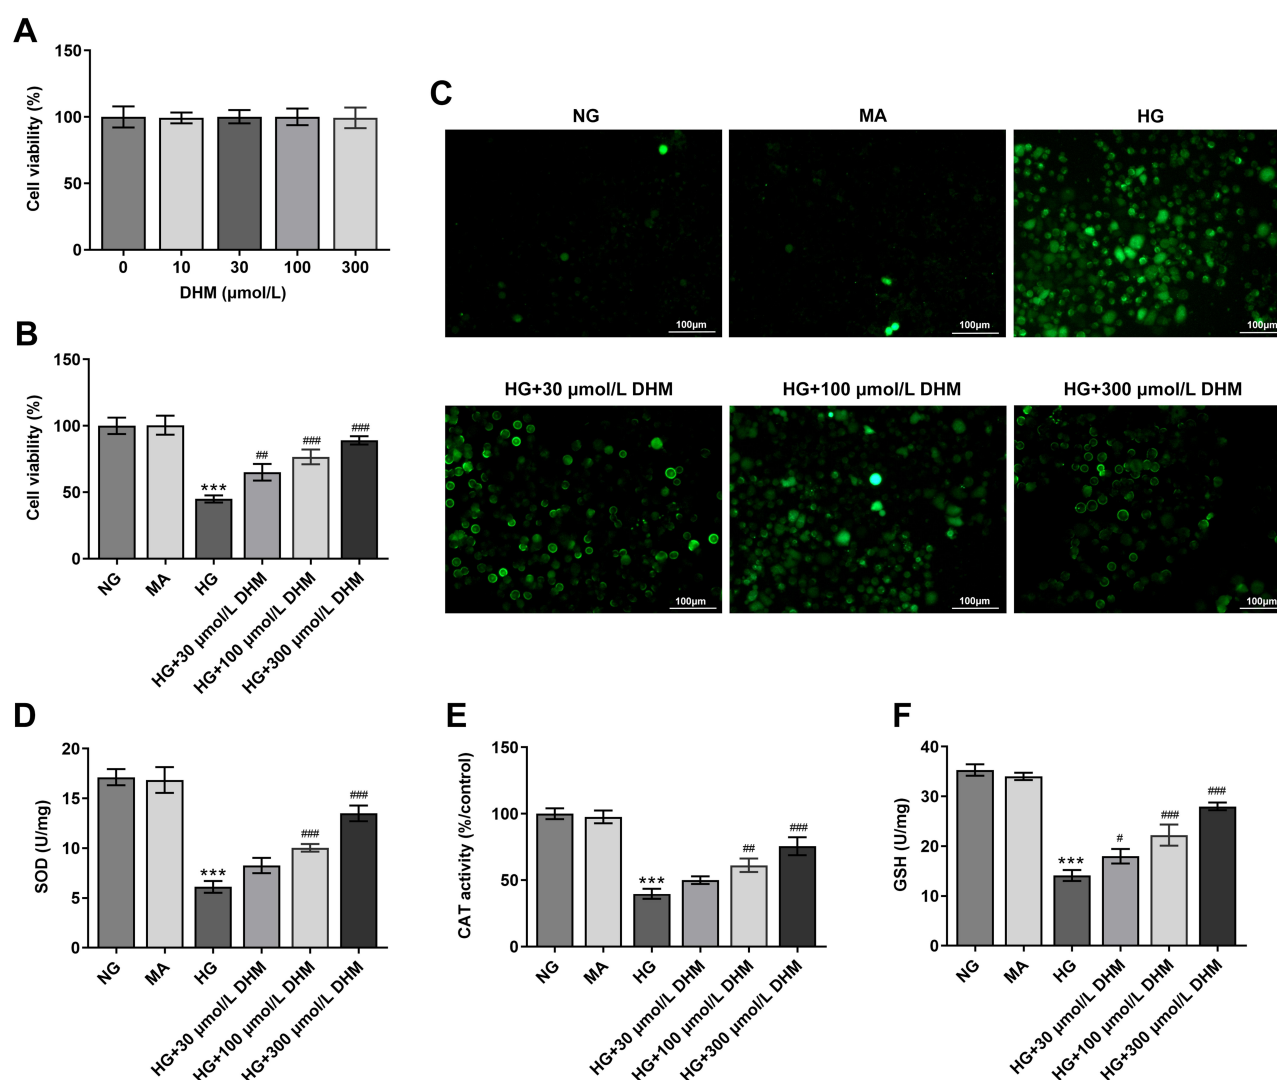 A
150
100
50
0
Cell viability (%)
0 10 30 100 300
DHM (μmol/L)
B
150
100
50
0
Cell viability (%)
***
##
###
###
NG
MA
HG
HG+30 μmol/L DHM
HG+100 μmol/L DHM
HG+300 μmol/L DHM
C
NG
MA
HG
100μm
100μm
100μm
HG+30 μmol/L DHM
HG+100 μmol/L DHM
HG+300 μmol/L DHM
100μm
100μm
100μm
D
20
15
10
5
0
SOD (U/mg)
***
###
###
NG
MA
HG
HG+30 μmol/L DHM
HG+100 μmol/L DHM
HG+300 μmol/L DHM
E
150
100
50
0
CAT activity (%/control)
***
##
###
NG
MA
HG
HG+30 μmol/L DHM
HG+100 μmol/L DHM
HG+300 μmol/L DHM
F
40
30
20
10
0
GSH (U/mg)
***
#
###
###
NG
MA
HG
HG+30 μmol/L DHM
HG+100 μmol/L DHM
HG+300 μmol/L DHM